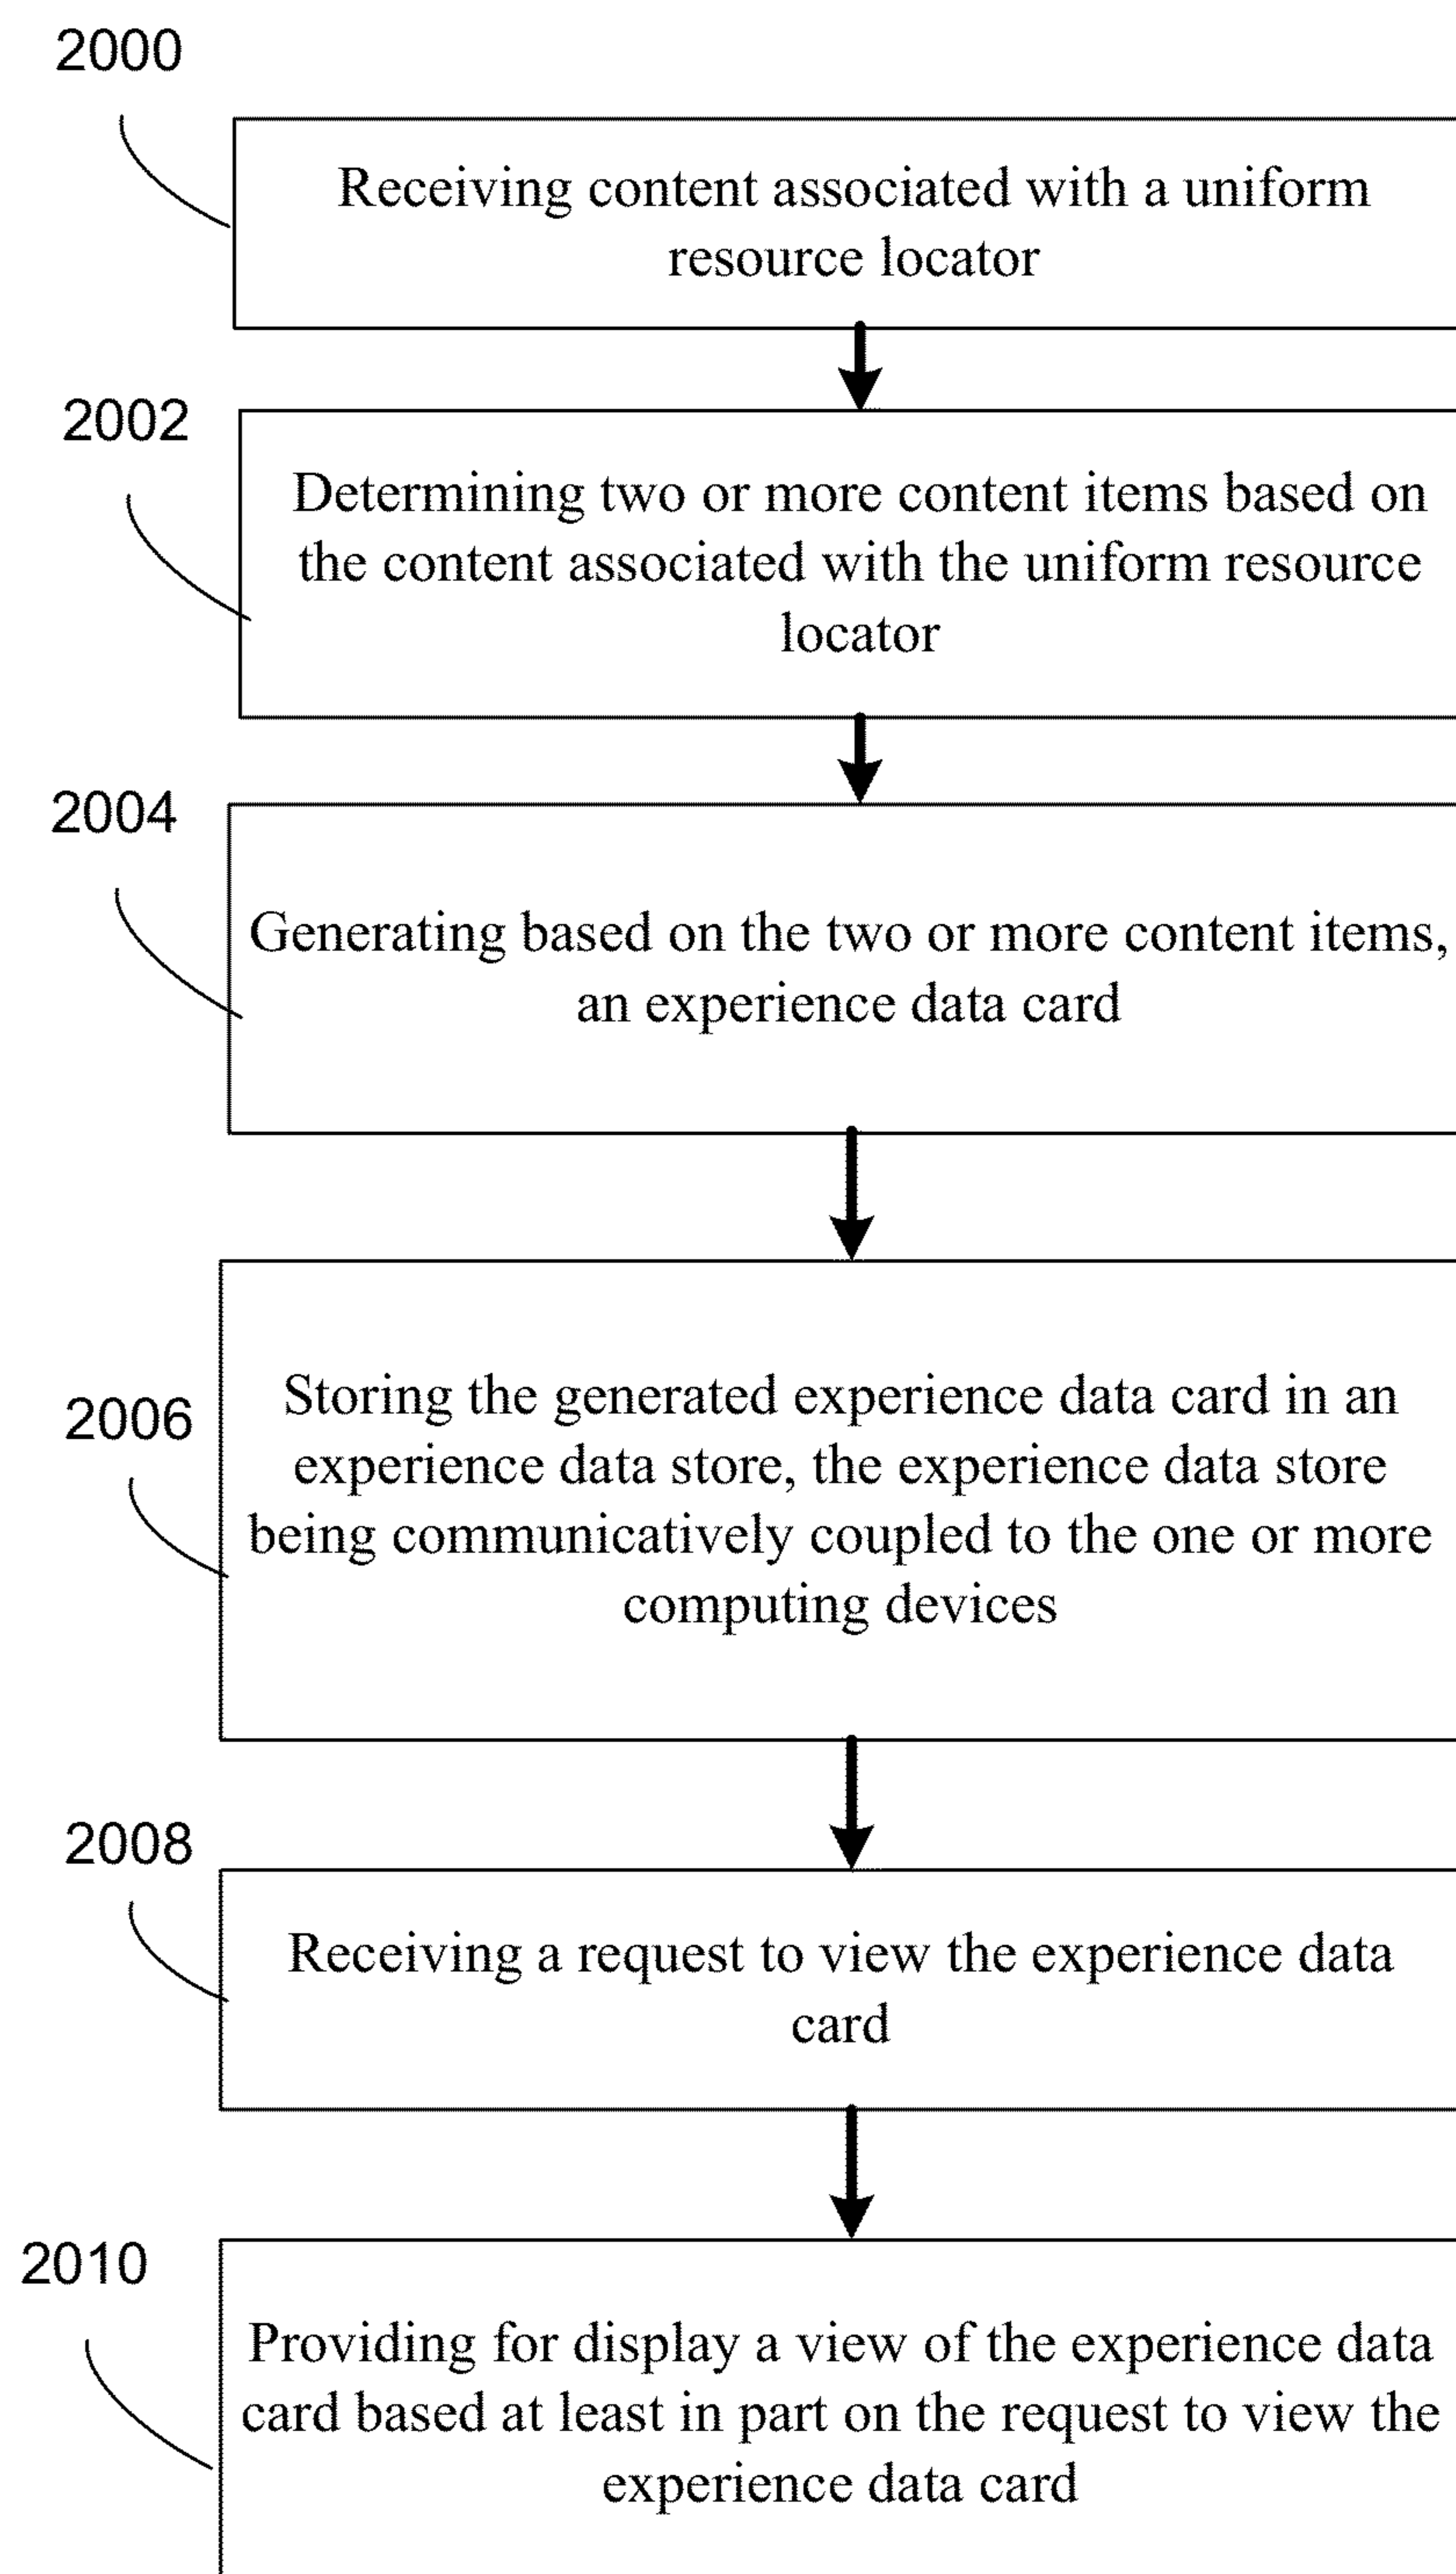 2000
Receiving content associated with a uniform
resource locator
2002
Determining two or more content items based on
the content associated with the uniform resource
locator
2004
Generating based on the two or more content items,
an experience data card
2006
Storing the generated experience data card in an
experience data store, the experience data store
being communicatively coupled to the one or more
computing devices
2008
Receiving a request to view the experience data
card
2010
Providing for display a view of the experience data
card based at least in part on the request to view the
experience data card